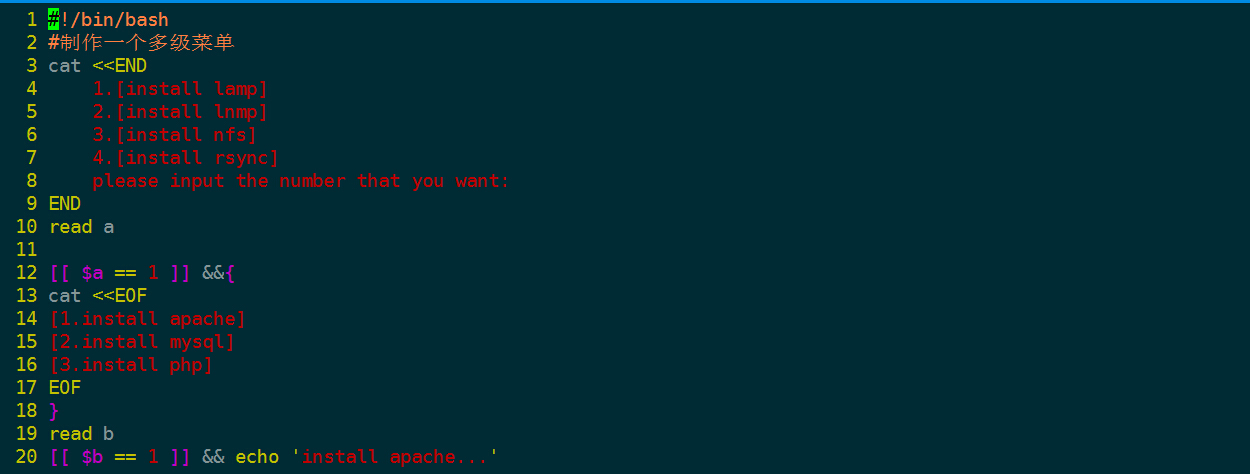 1 #!/bin/bash
2 #制作一个多级菜单
3 cat <<END
4     1.[install lamp]
5     2.[install lnmp]
6     3.[install nfs]
7     4.[install rsync]
8     please input the number that you want:
9 END
10 read a
11
12 [[ $a == 1 ]] &&{
13 cat <<EOF
14 [1.install apache]
15 [2.install mysql]
16 [3.install php]
17 EOF
18 }
19 read b
20 [[ $b == 1 ]] && echo 'install apache...'